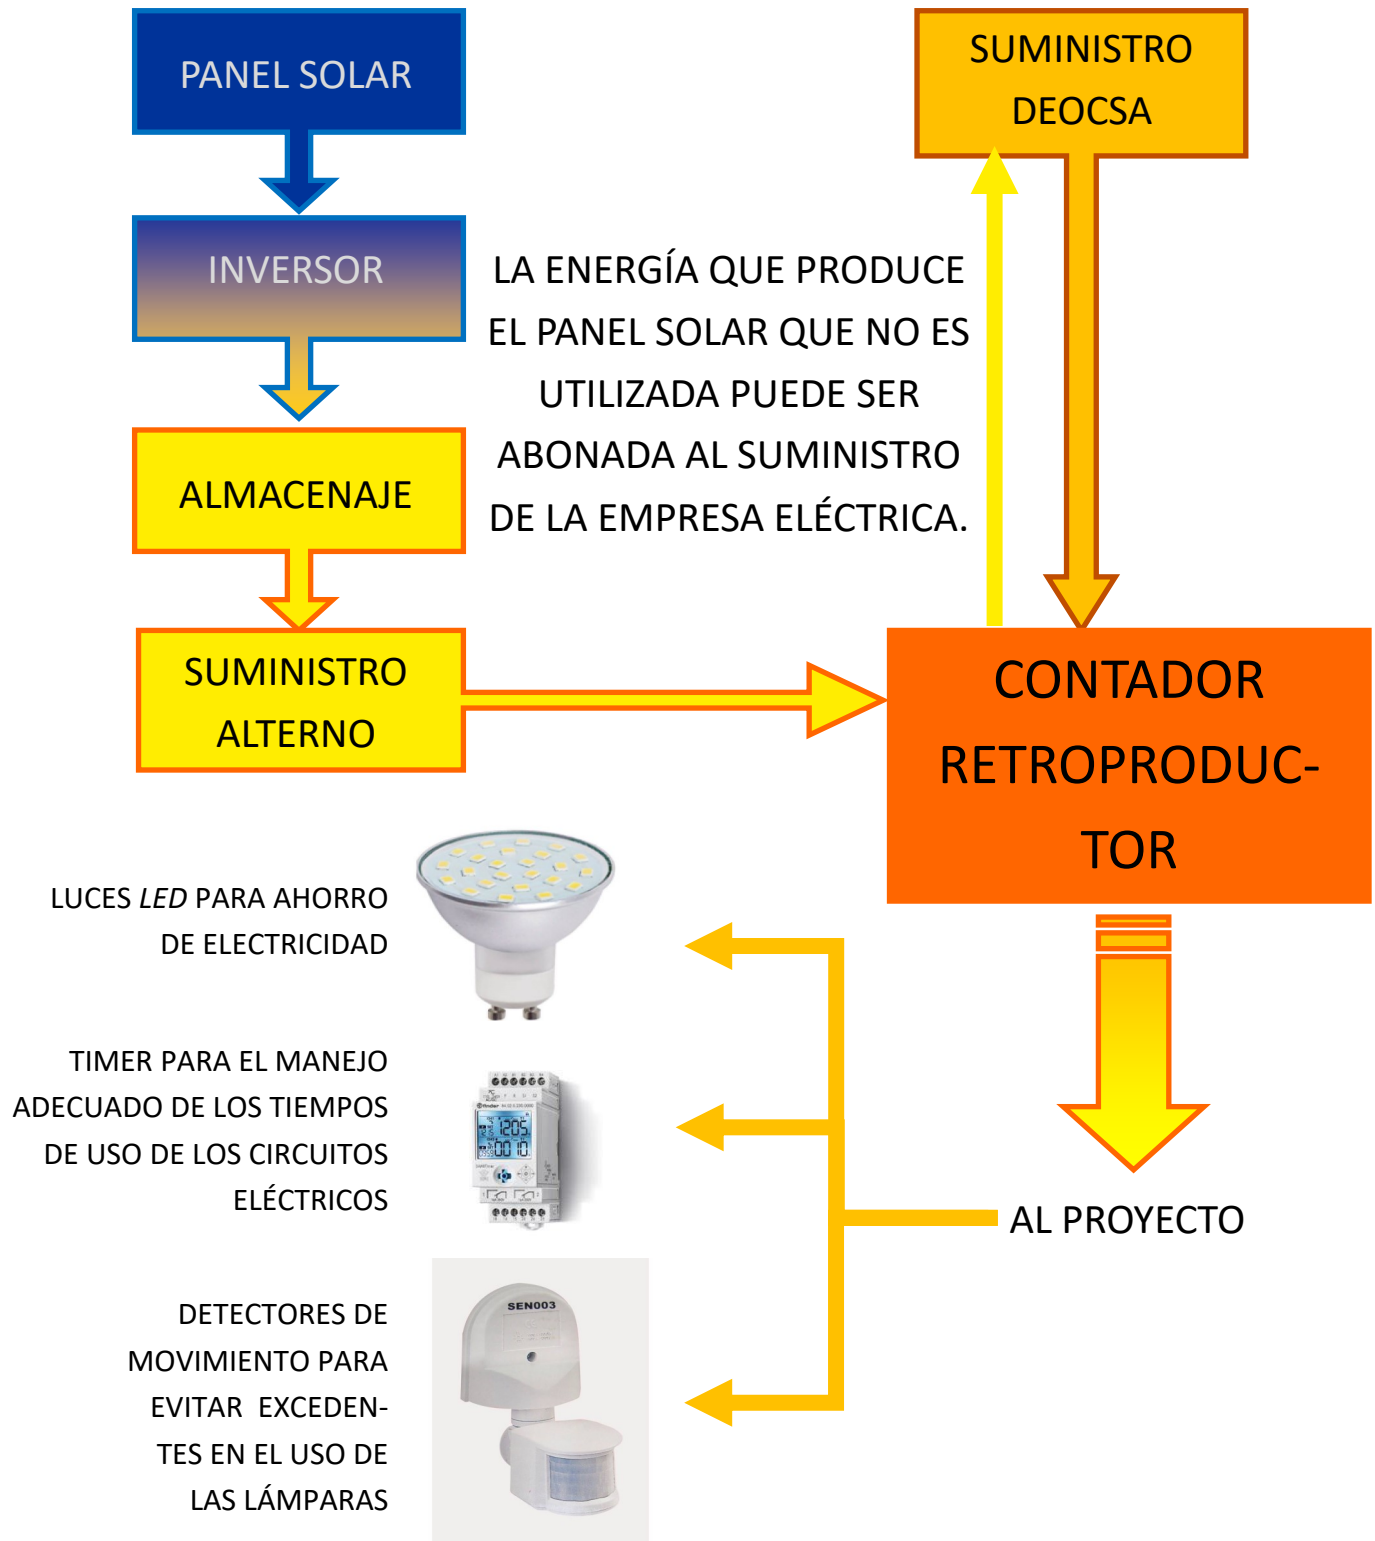 PANEL SOLAR
SUMINISTRO
DEOCSA
INVERSOR
LA ENERGÍA QUE PRODUCE
EL PANEL SOLAR QUE NO ES
UTILIZADA PUEDE SER
ABONADA AL SUMINISTRO
DE LA EMPRESA ELÉCTRICA.
ALMACENAJE
SUMINISTRO
ALTERNO
CONTADOR
RETROPRODUC-
TOR
LUCES LED PARA AHORRO
DE ELECTRICIDAD
TIMER PARA EL MANEJO
ADECUADO DE LOS TIEMPOS
DE USO DE LOS CIRCUITOS
ELÉCTRICOS
finder
1205
0010
AL PROYECTO
SEN003
DETECTORES DE
MOVIMIENTO PARA
EVITAR  EXCEDEN-
TES EN EL USO DE
LAS LÁMPARAS